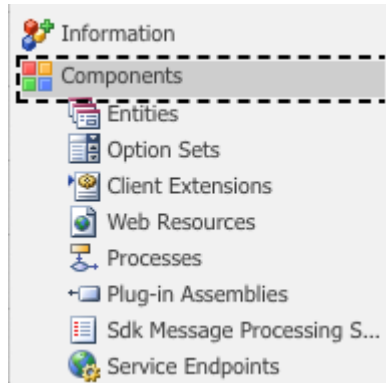 Information
Components
Entities
Option Sets
Client Extensions
Web Resources
Processes
Plug-in Assemblies
Sdk Message Processing S...
Service Endpoints